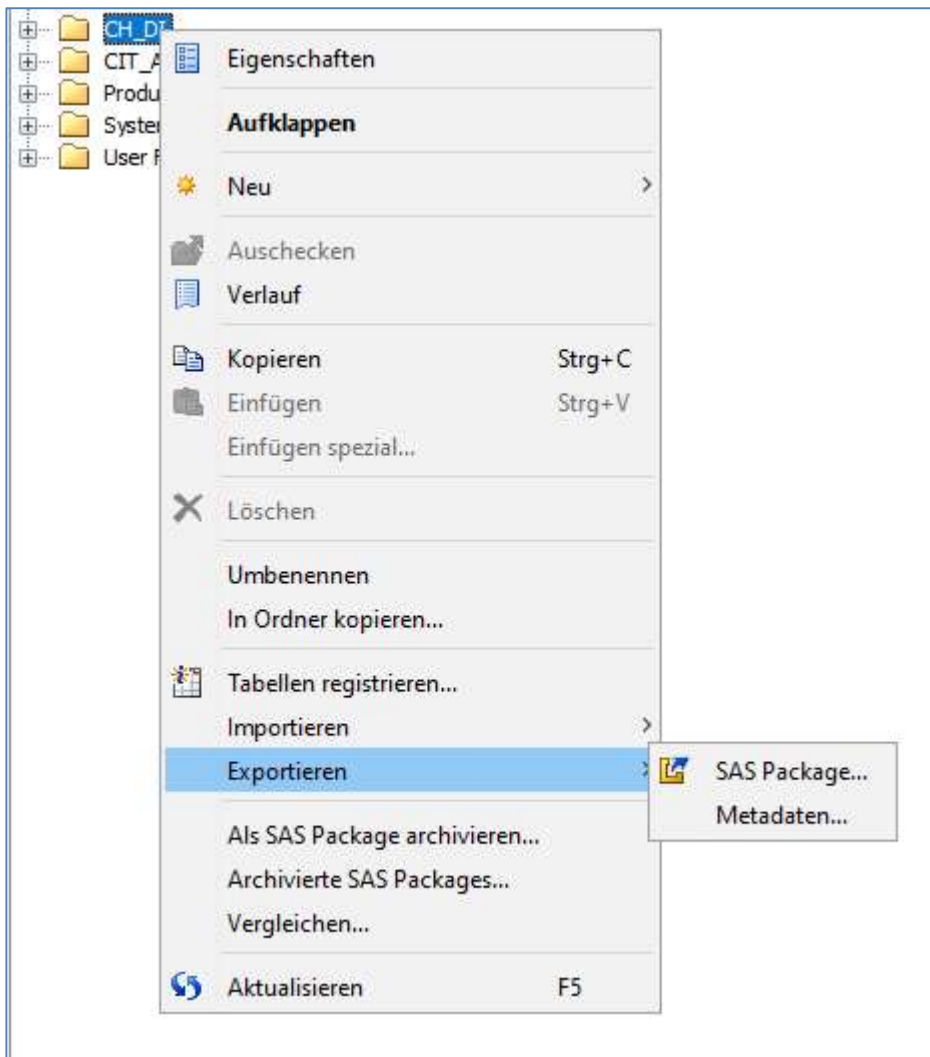 CH_DI
CIT_A
Produ
System
User F
Eigenschaften
Aufklappen
Neu
Auschecken
Verlauf
Kopieren Strg+C
Einfügen Strg+V
Einfügen spezial...
Löschen
Umbenennen
In Ordner kopieren...
Tabellen registrieren...
Importieren
Exportieren
SAS Package...
Metadaten...
Als SAS Package archivieren...
Archivierte SAS Packages...
Vergleichen...
Aktualisieren F5